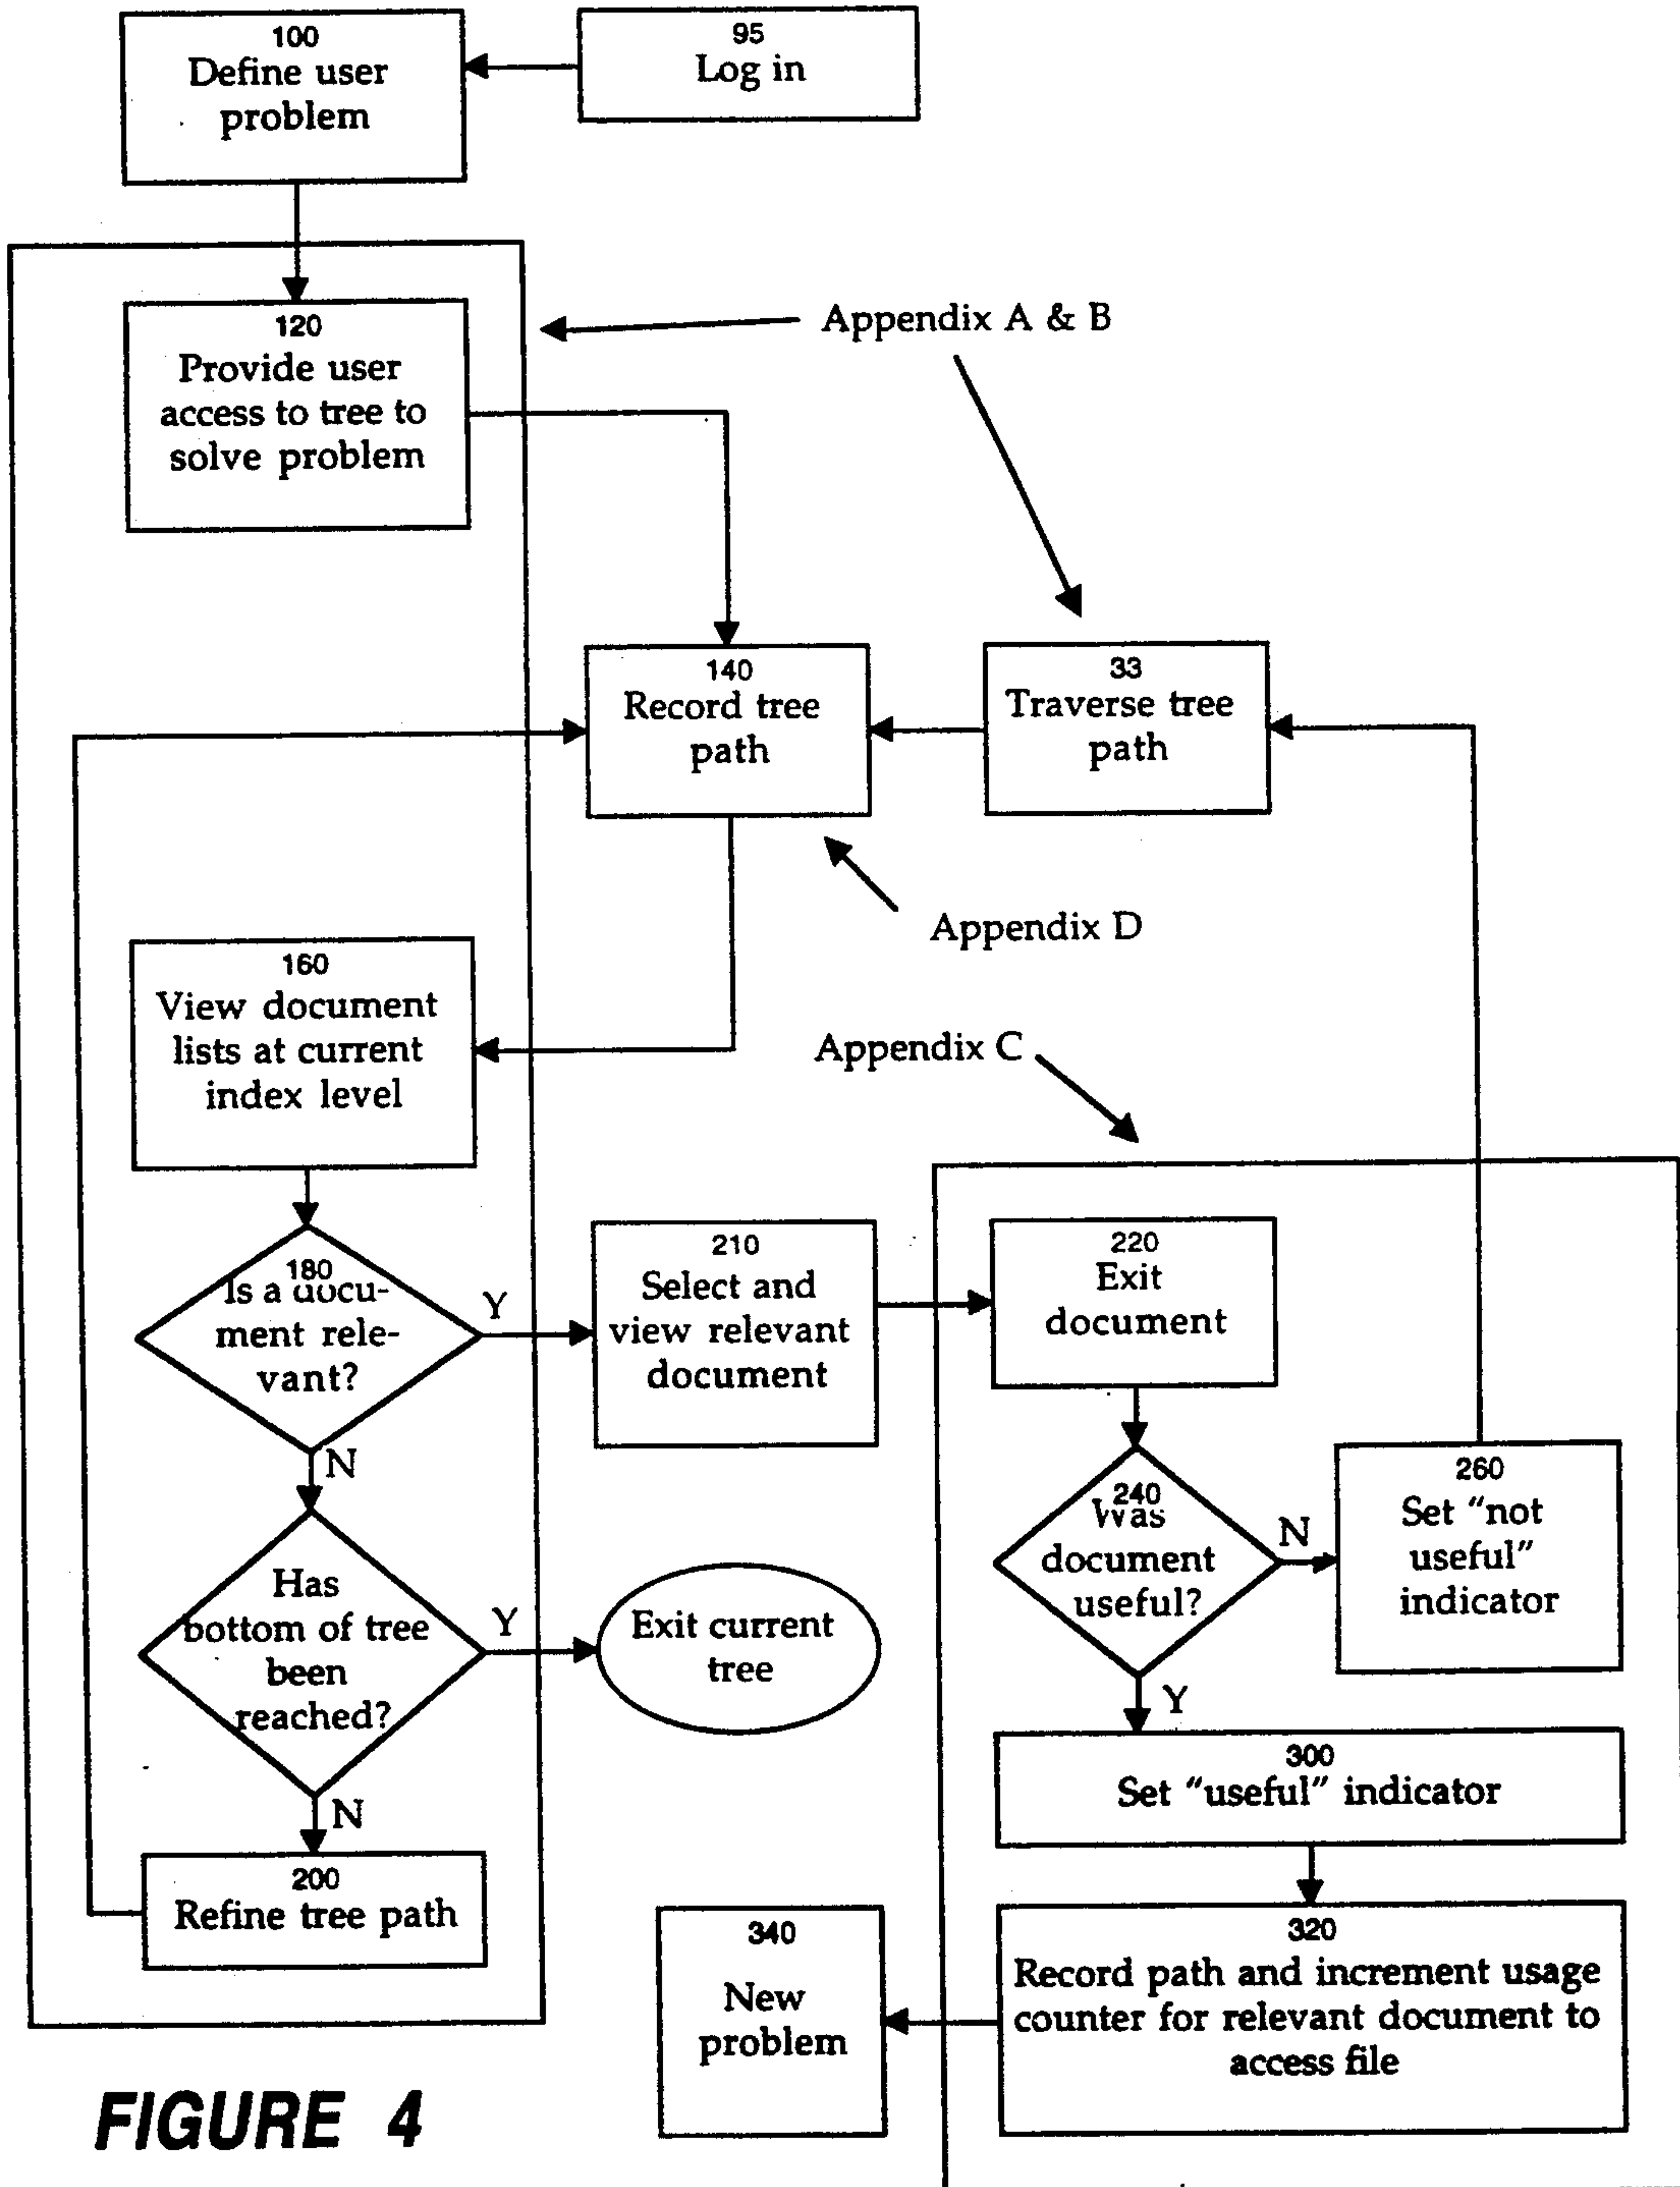 100
Define user
problem
95
Log in
120
Provide user
access to tree to
solve problem
Appendix A & B
140
Record tree
path
33
Traverse tree
path
Appendix D
160
View document
lists at current
index level
Appendix C
180
Is a docu-
ment rele-
vant?
Y
N
210
Select and
view relevant
document
220
Exit
document
240
Was
document
useful?
N
Y
260
Set “not
useful”
indicator
Has
bottom of tree
been
reached?
Y
N
Exit current
tree
300
Set “useful” indicator
200
Refine tree path
340
New
problem
320
Record path and increment usage
counter for relevant document to
access file
FIGURE 4